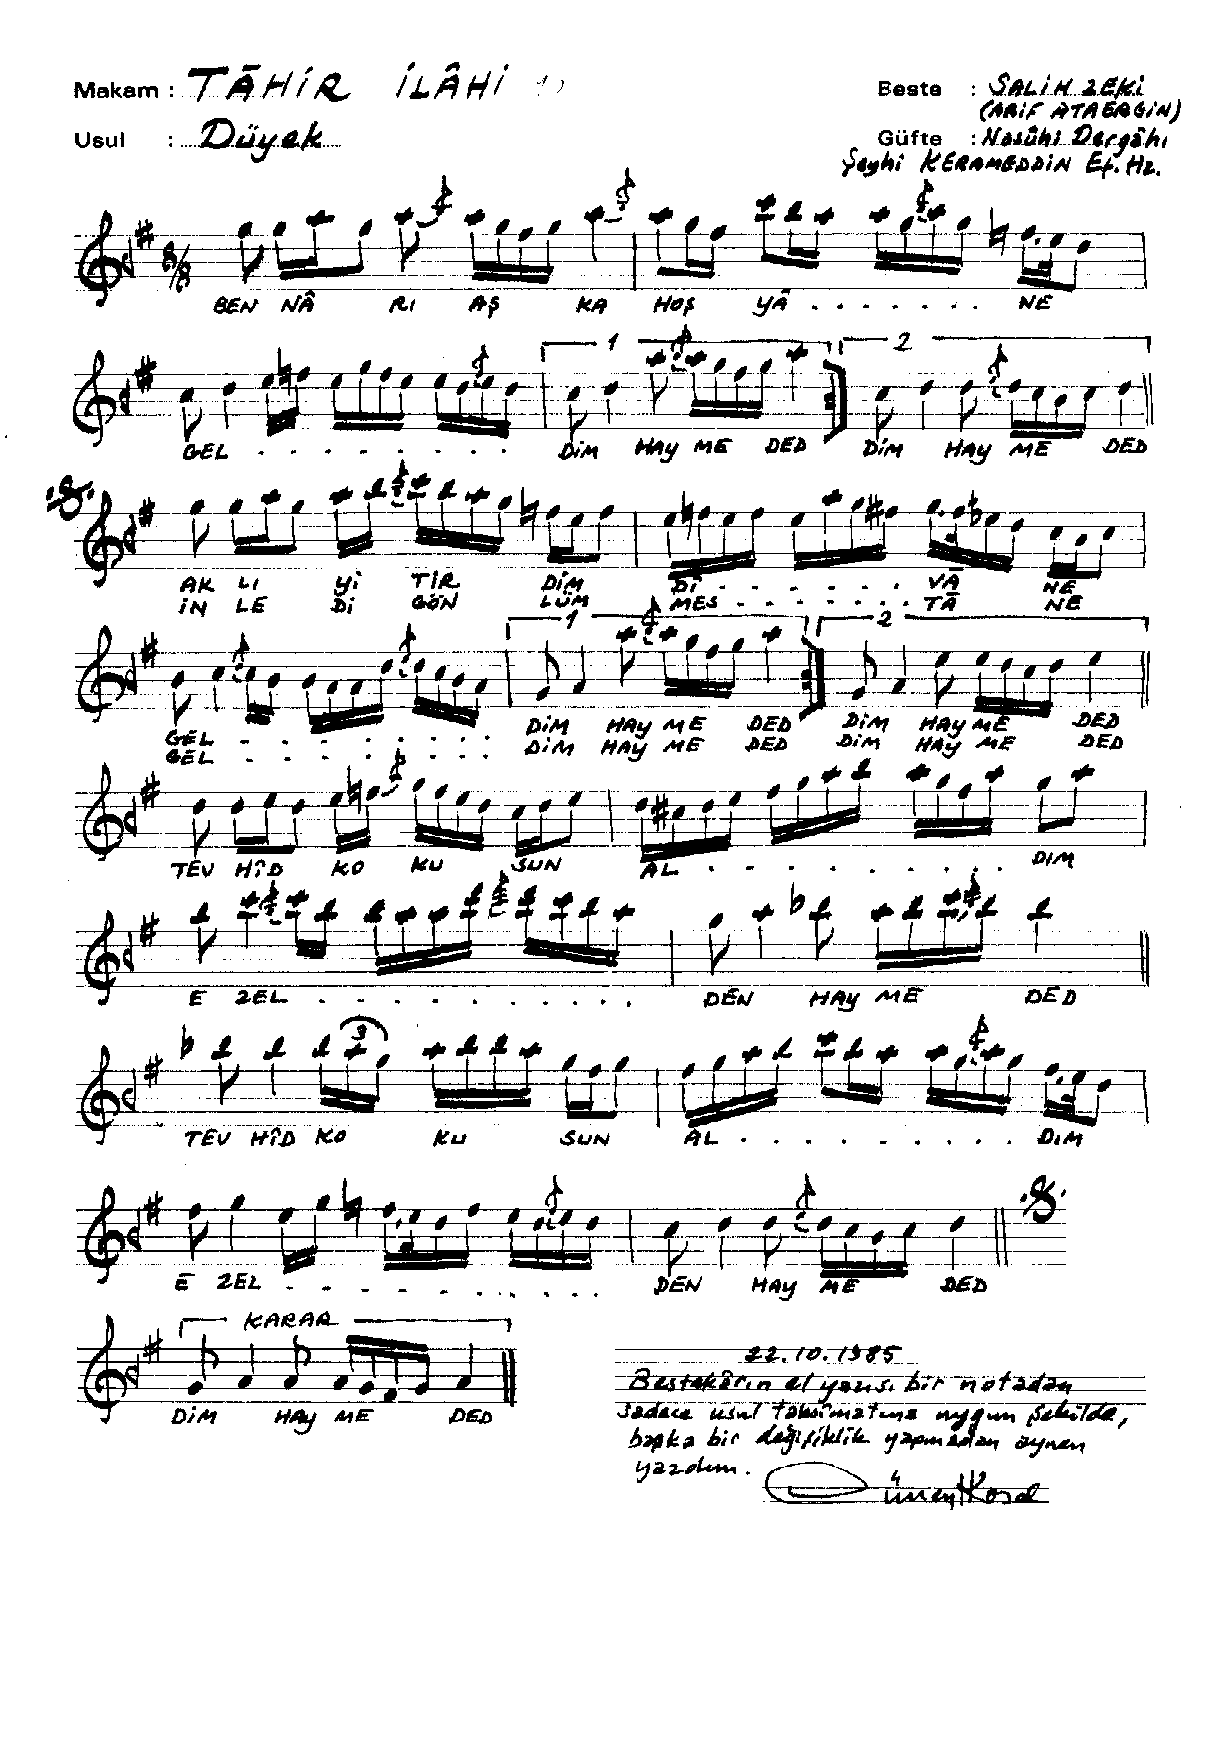 Makam : TÂHİR İLÂHİ
Beste : SALİH ZEKİ
(ARİF ATAERGİN)
Usul : Düyek
Güfte : Nasûhi Dergâhı
Şeyhi KERAMEDDİN Ef. Hz.
8/8
BEN NÂ RI AŞ KA HOŞ YÂ . . . . . . NE
1 2
GEL . . . . . . . DİM HAY ME DED DİM HAY ME DED
AK LI Yİ TİR DİM DÎ - - - - - - VÂ NE
İN LE Dİ GÖN LÜM MES - - - - - - TÂ NE
1 2
GEL - - - - - - - DİM HAY ME DED DİM HAY ME DED
GEL - - - - - - - DİM HAY ME DED DİM HAY ME DED
TEV HÎD KO KU SUN AL . . . . . . . . DIM
E ZEL . . . . . . . . . DEN HAY ME DED
3
TEV HÎD KO KU SUN AL . . . . . . . . . DIM
E ZEL . . . . . . . . . DEN HAY ME DED
KARAR
DİM HAY ME DED
22.10.1985
Bestekârın el yazısı bir notadan
sadece usul taksîmatına uygun şekilde,
başka bir değişiklik yapmadan aynen
yazdım.